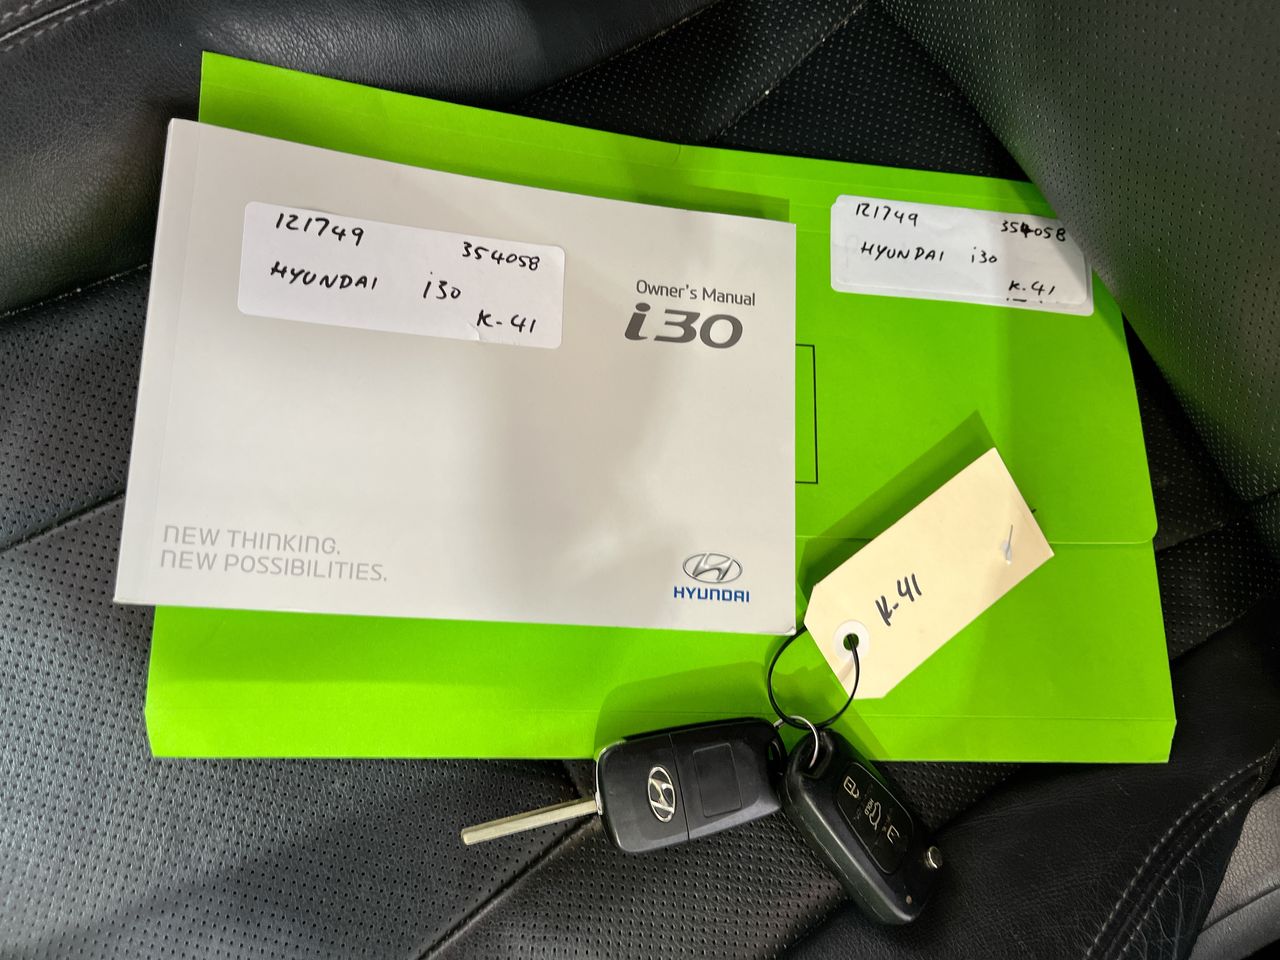 121749
354058
HYUNDAI i30
K-41
Owner's Manual
i30
NEW THINKING.
NEW POSSIBILITIES.
HYUNDAI
121749
354058
HYUNDAI i30
K-41
K-41
HOLD